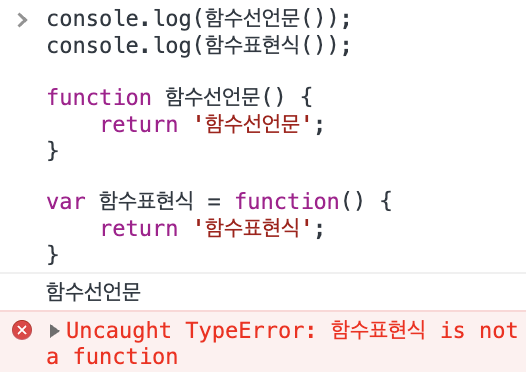 console.log(함수선언문());
console.log(함수표현식());

function 함수선언문() {
    return '함수선언문';
}

var 함수표현식 = function() {
    return '함수표현식';
}
함수선언문
Uncaught TypeError: 함수표현식 is not
a function